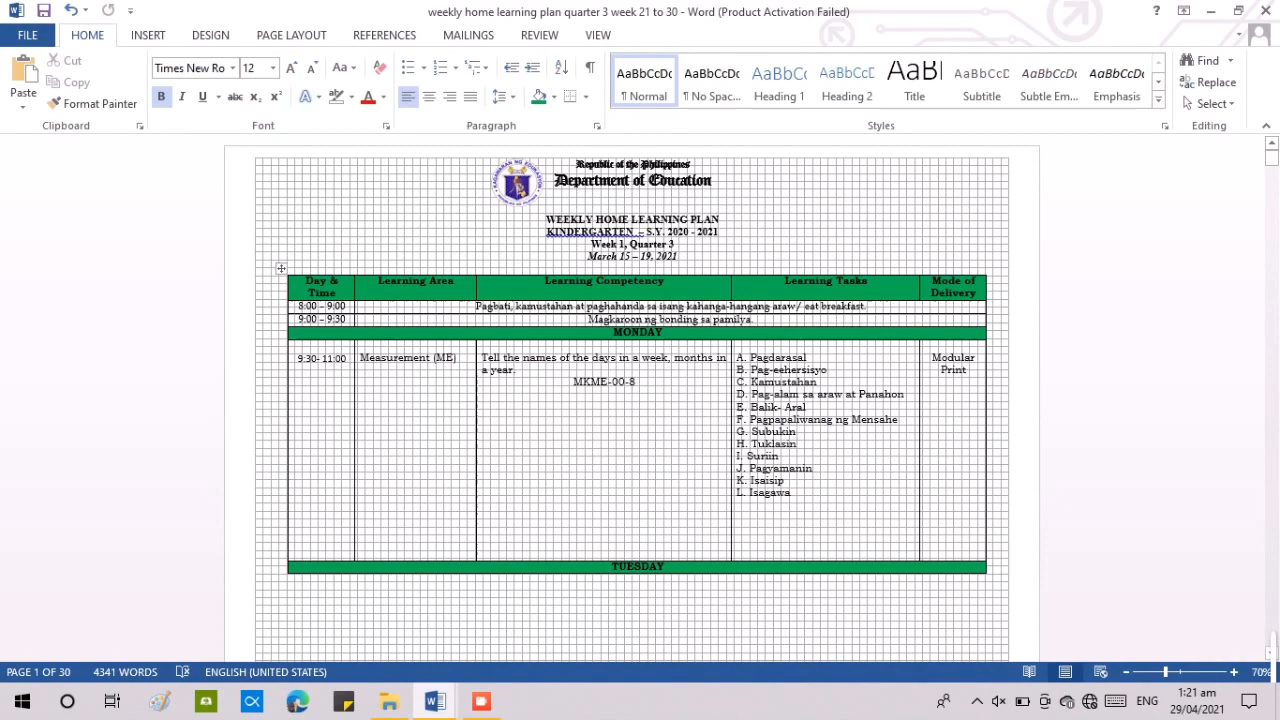 weekly home learning plan quarter 3 week 21 to 30 - Word (Product Activation Failed)
FILE HOME INSERT DESIGN PAGE LAYOUT REFERENCES MAILINGS REVIEW VIEW
Paste
Cut
Copy
Format Painter
Clipboard
Times New Ro 12
Font
Paragraph
AaBbCcDc AaBbCcDc AaBbCc AaBbCcD AaBl AaBbCcD AaBbCcDc AaBbCcDc
¶ Normal ¶ No Spac... Heading 1 Heading 2 Title Subtitle Subtle Em... Emphasis
Styles
Find
Replace
Select
Editing
Republic of the Philippines
Department of Education
WEEKLY HOME LEARNING PLAN
KINDERGARTEN – S.Y. 2020 - 2021
Week 1, Quarter 3
March 15 – 19, 2021
Day & Time Learning Area Learning Competency Learning Tasks Mode of Delivery
8:00 – 9:00 Pagbati, kamustahan at paghahanda sa isang kahanga-hangang araw/ eat breakfast.
9:00 – 9:30 Magkaroon ng bonding sa pamilya.
MONDAY
9:30- 11:00
Measurement (ME)
Tell the names of the days in a week, months in
a year.
MKME-00-8
A. Pagdarasal
B. Pag-eehersisyo
C. Kamustahan
D. Pag-alam sa araw at Panahon
E. Balik- Aral
F. Pagpapaliwanag ng Mensahe
G. Subukin
H. Tuklasin
I. Suriin
J. Pagyamanin
K. Isaisip
L. Isagawa
Modular
Print
TUESDAY
PAGE 1 OF 30 4341 WORDS ENGLISH (UNITED STATES) 70%
ENG
1:21 am
29/04/2021